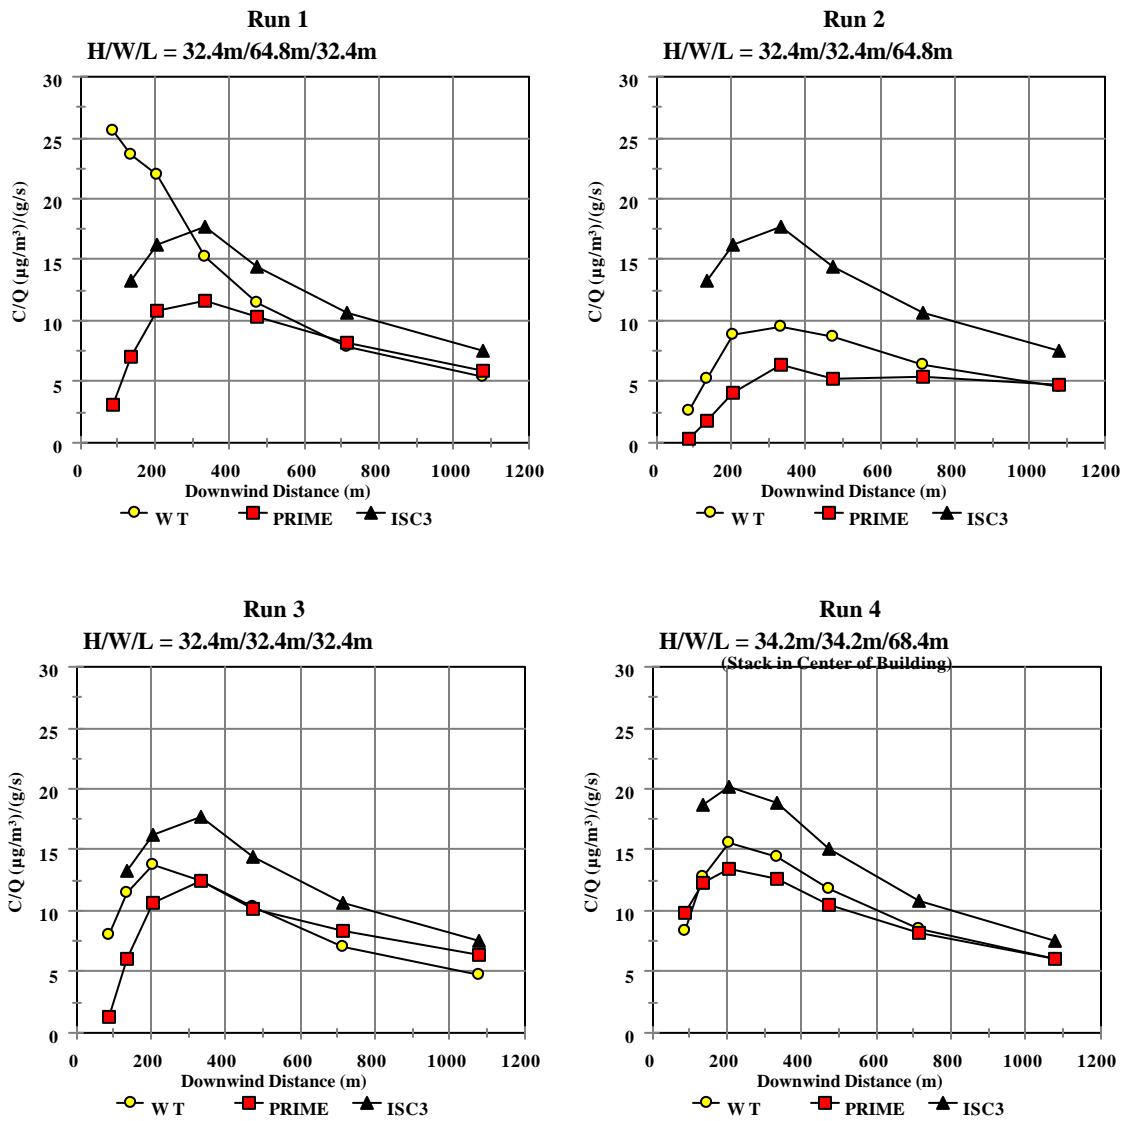 Run 1
H/W/L = 32.4m/64.8m/32.4m
30
25
20
15
10
5
0
C/Q (µg/m³)/(g/s)
0 200 400 600 800 1000 1200
Downwind Distance (m)
WT PRIME ISC3
Run 2
H/W/L = 32.4m/32.4m/64.8m
30
25
20
15
10
5
0
C/Q (µg/m³)/(g/s)
0 200 400 600 800 1000 1200
Downwind Distance (m)
WT PRIME ISC3
Run 3
H/W/L = 32.4m/32.4m/32.4m
30
25
20
15
10
5
0
C/Q (µg/m³)/(g/s)
0 200 400 600 800 1000 1200
Downwind Distance (m)
WT PRIME ISC3
Run 4
H/W/L = 34.2m/34.2m/68.4m
(Stack in Center of Building)
30
25
20
15
10
5
0
C/Q (µg/m³)/(g/s)
0 200 400 600 800 1000 1200
Downwind Distance (m)
WT PRIME ISC3